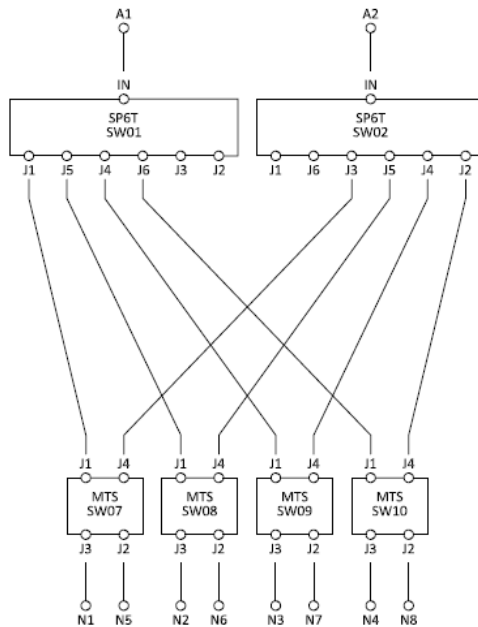 A1 A2
IN IN
SP6T SP6T
SW01 SW02
J1 J5 J4 J6 J3 J2 J1 J6 J3 J5 J4 J2
J1 J4 J1 J4 J1 J4 J1 J4
MTS MTS MTS MTS
SW07 SW08 SW09 SW10
J3 J2 J3 J2 J3 J2 J3 J2
N1 N5 N2 N6 N3 N7 N4 N8